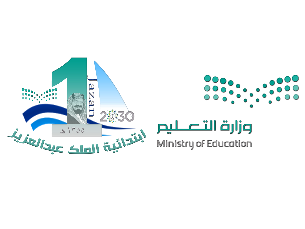 Jazan
2030
ابتدائية الملك عبدالعزيز
وزارة التعليم
Ministry of Education